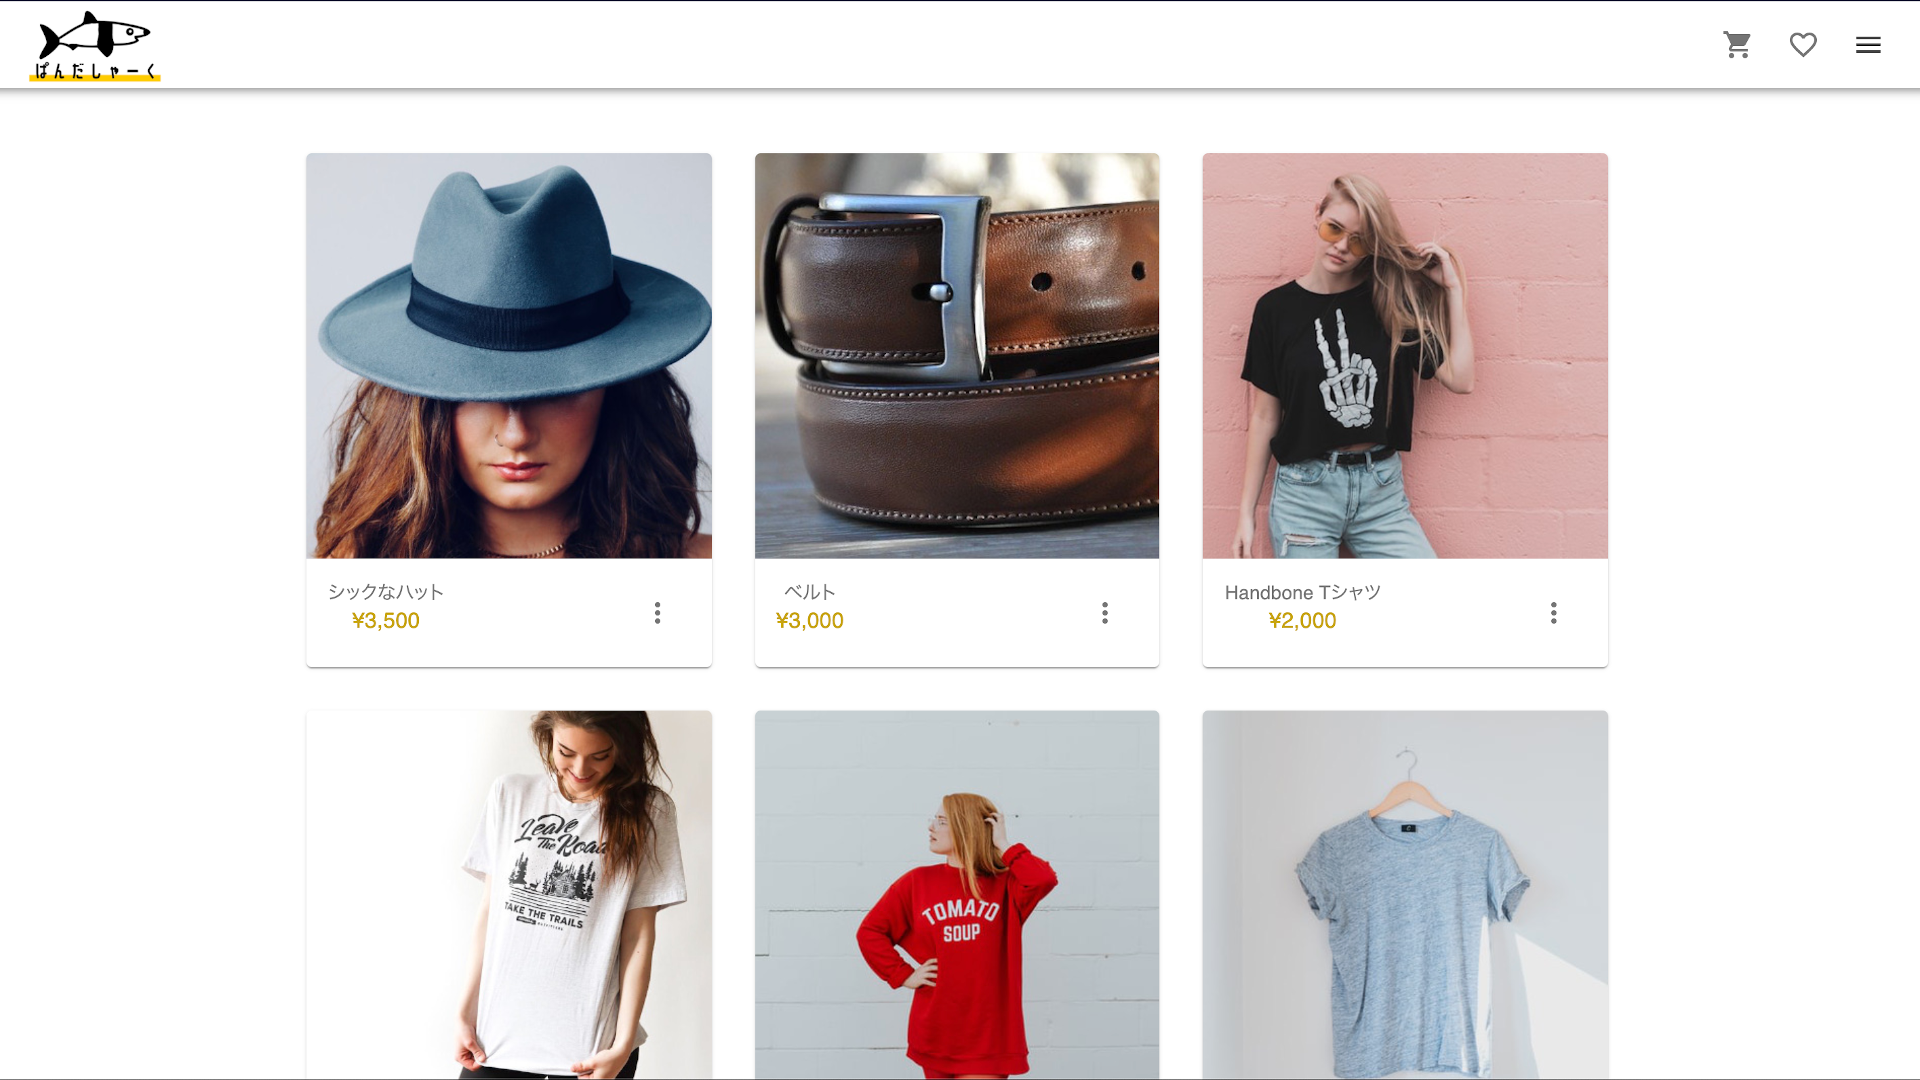 ぱんだしゃーく
シックなハット
¥3,500
ベルト
¥3,000
Handbone Tシャツ
¥2,000
Leave
The Road
TAKE THE TRAILS
TOMATO
SOUP